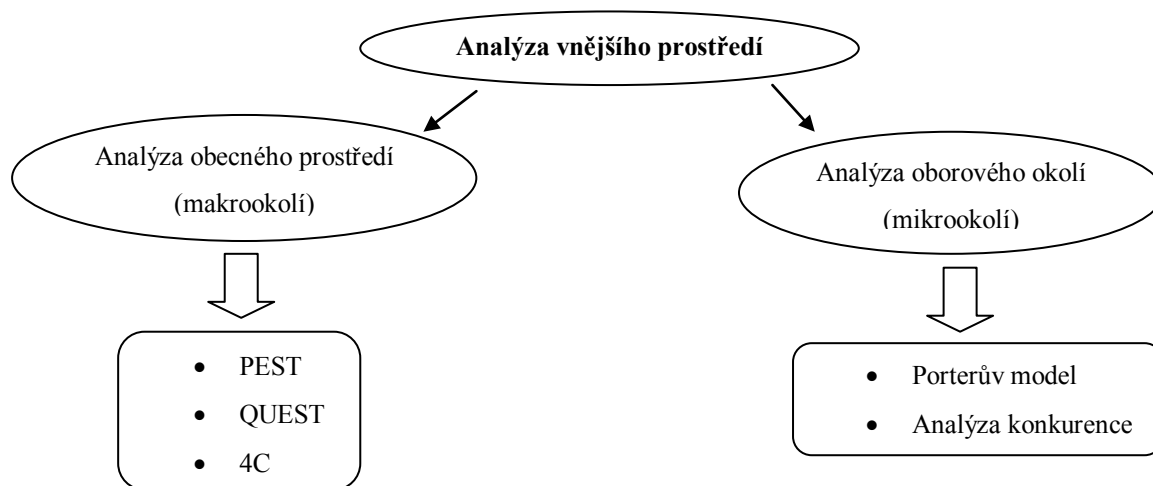 Analýza vnějšího prostředí
Analýza obecného prostředí
(makrookolí)
Analýza oborového okolí
(mikrookolí)
• PEST
• QUEST
• 4C
• Porterův model
• Analýza konkurence